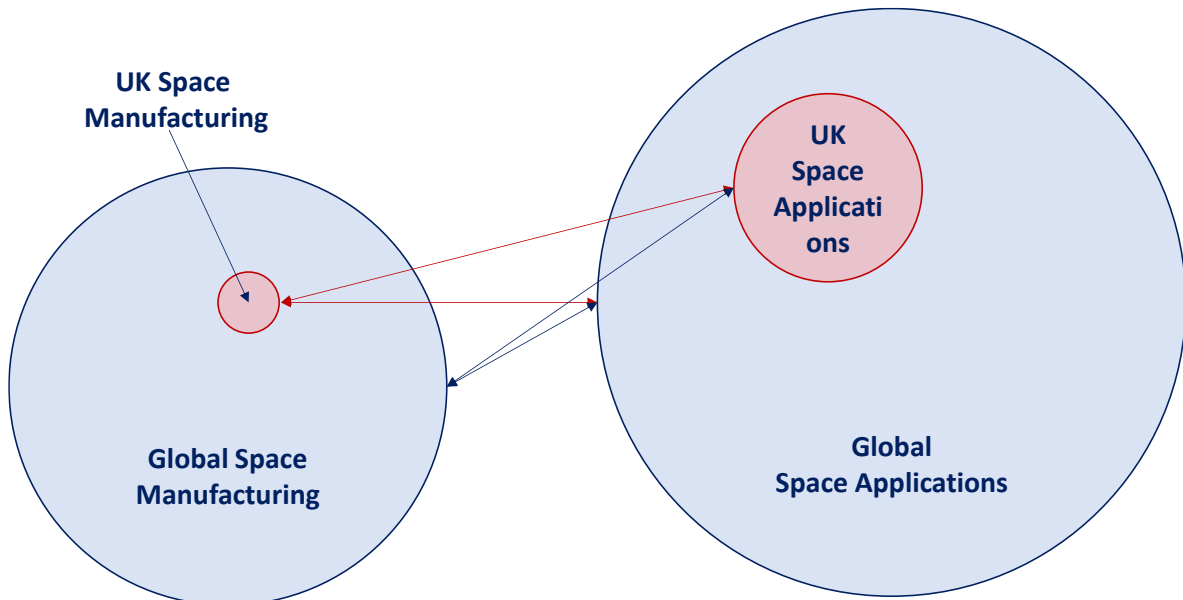 UK Space
Manufacturing
UK
Space
Applicati
ons
Global Space
Manufacturing
Global
Space Applications